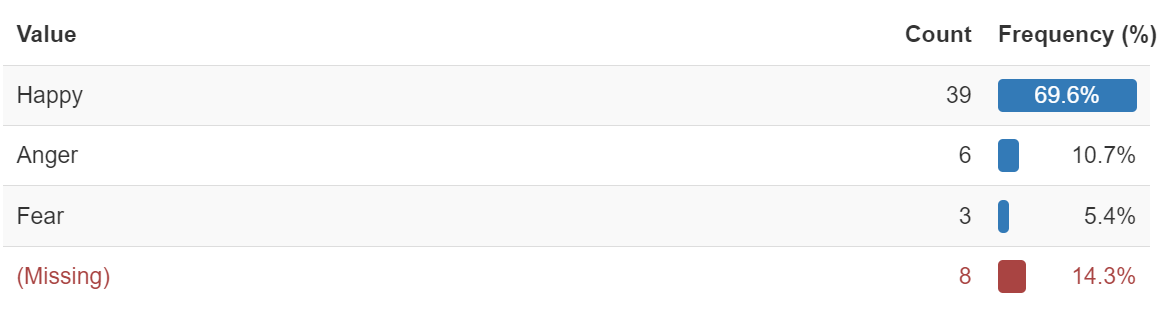 Value Count Frequency (%)
Happy 39 69.6%
Anger 6 10.7%
Fear 3 5.4%
(Missing) 8 14.3%